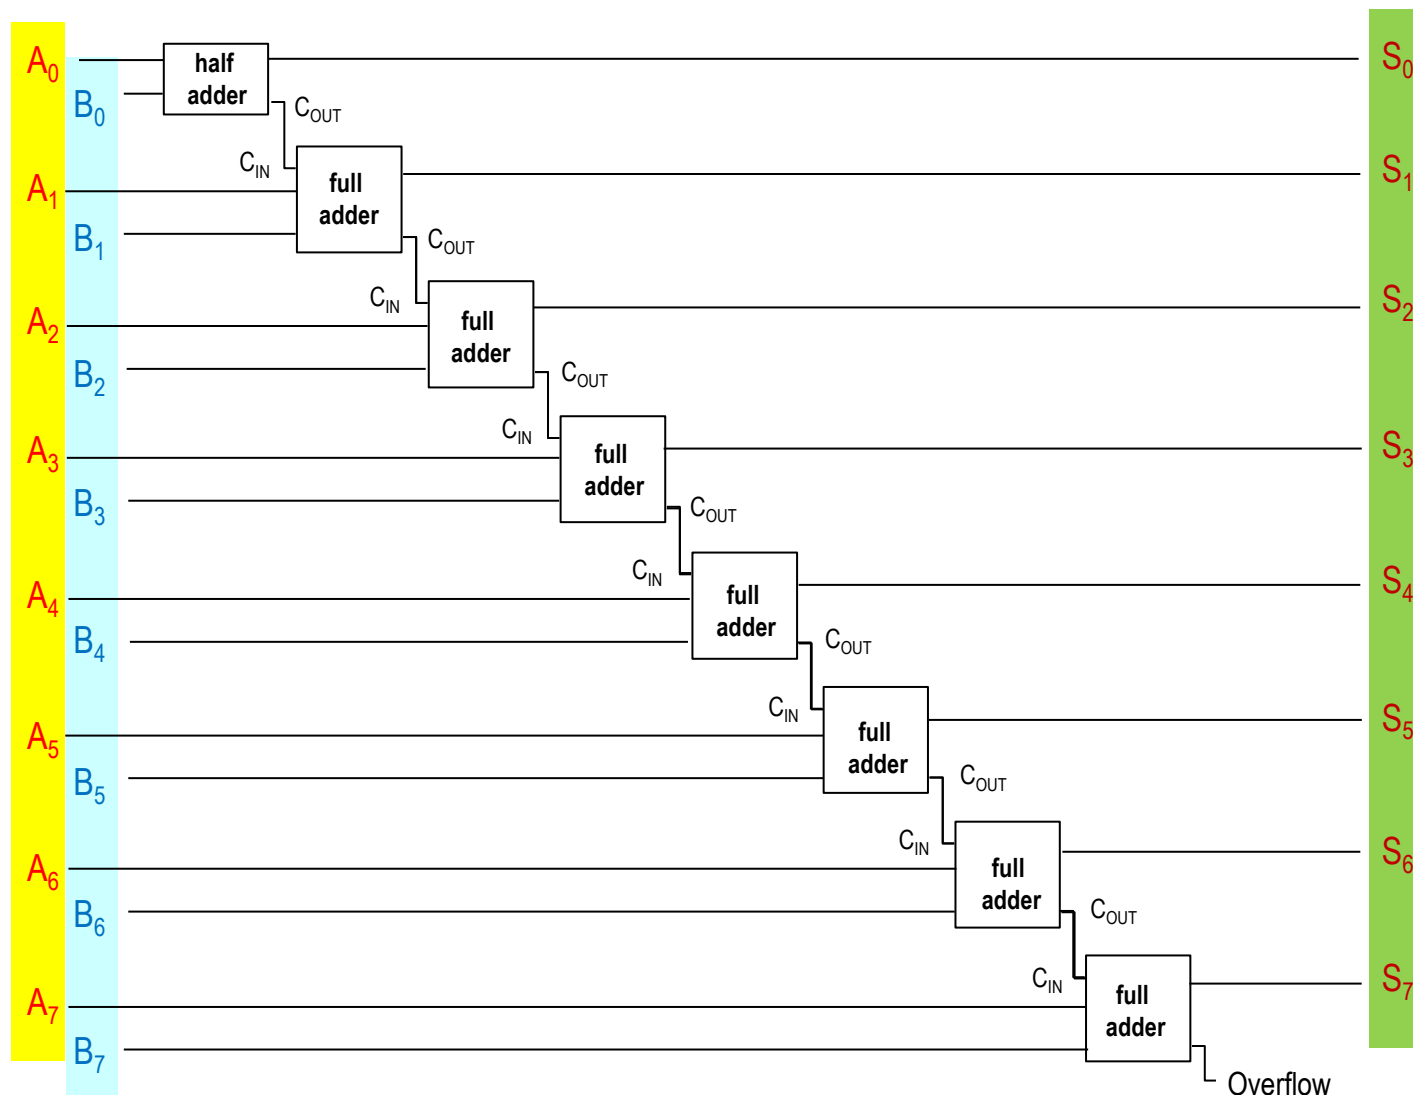 A0
half
adder
S0
B0
COUT
CIN
A1
full
adder
S1
B1
COUT
CIN
A2
full
adder
S2
B2
COUT
CIN
A3
full
adder
S3
B3
COUT
CIN
A4
full
adder
S4
B4
COUT
CIN
A5
full
adder
S5
B5
COUT
CIN
A6
full
adder
S6
B6
COUT
CIN
A7
full
adder
S7
B7
Overflow